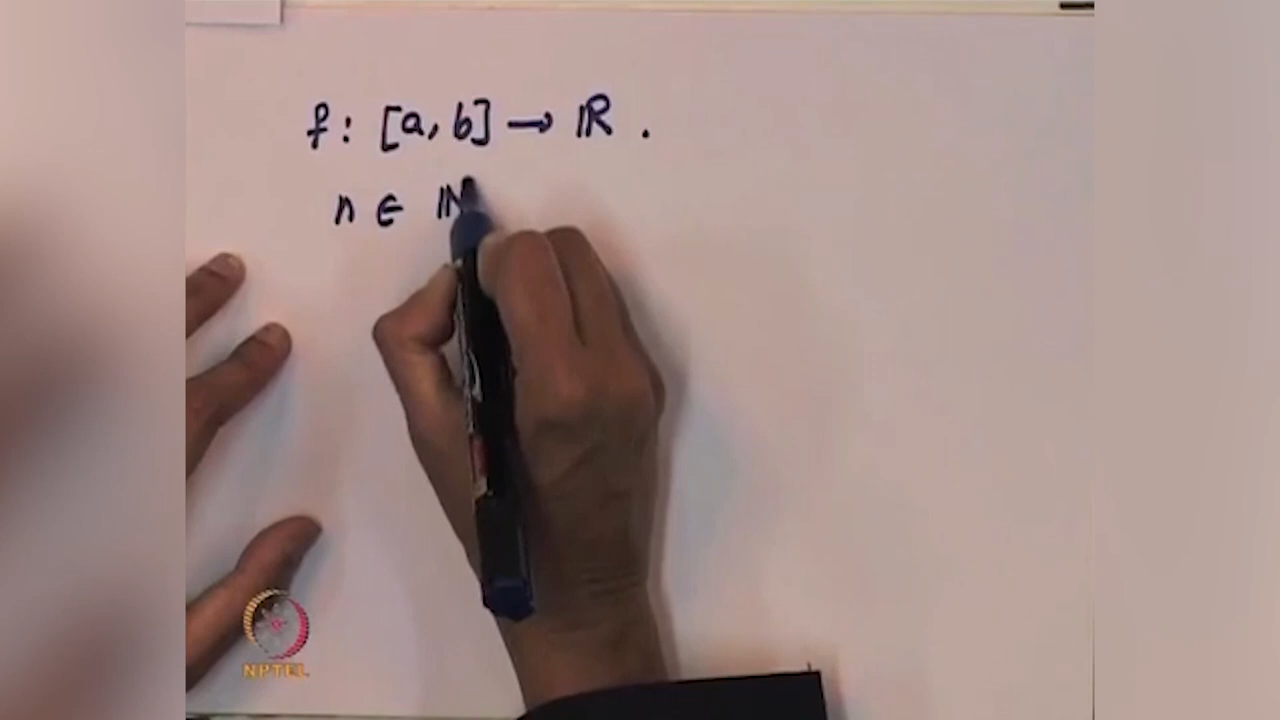 f : [a, b] → ℝ .
n ∈ ℕ
NPTEL